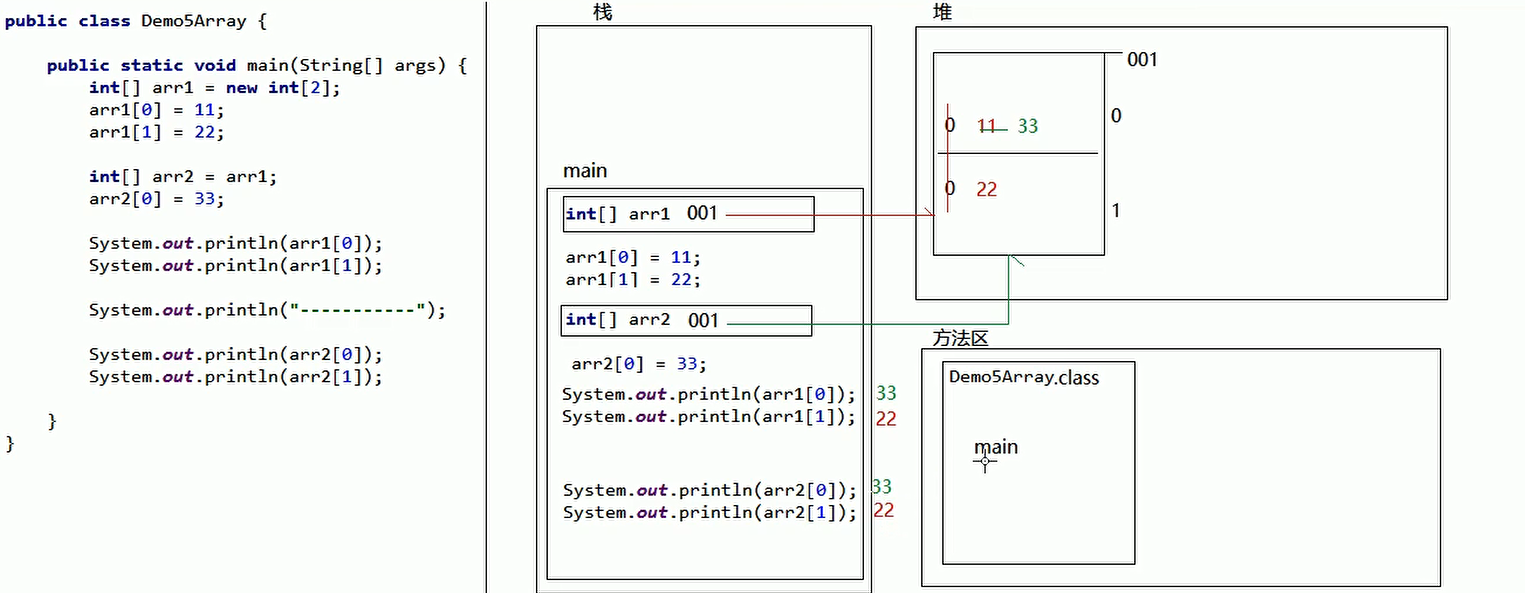 public class Demo5Array {
public static void main(String[] args) {
int[] arr1 = new int[2];
arr1[0] = 11;
arr1[1] = 22;
int[] arr2 = arr1;
arr2[0] = 33;
System.out.println(arr1[0]);
System.out.println(arr1[1]);
System.out.println("-----------");
System.out.println(arr2[0]);
System.out.println(arr2[1]);
}
}
栈
main
int[] arr1 001
arr1[0] = 11;
arr1[1] = 22;
int[] arr2 001
arr2[0] = 33;
System.out.println(arr1[0]); 33
System.out.println(arr1[1]); 22
System.out.println(arr2[0]); 33
System.out.println(arr2[1]); 22
堆
001
0 11 33 0
0 22
1
方法区
Demo5Array.class
main